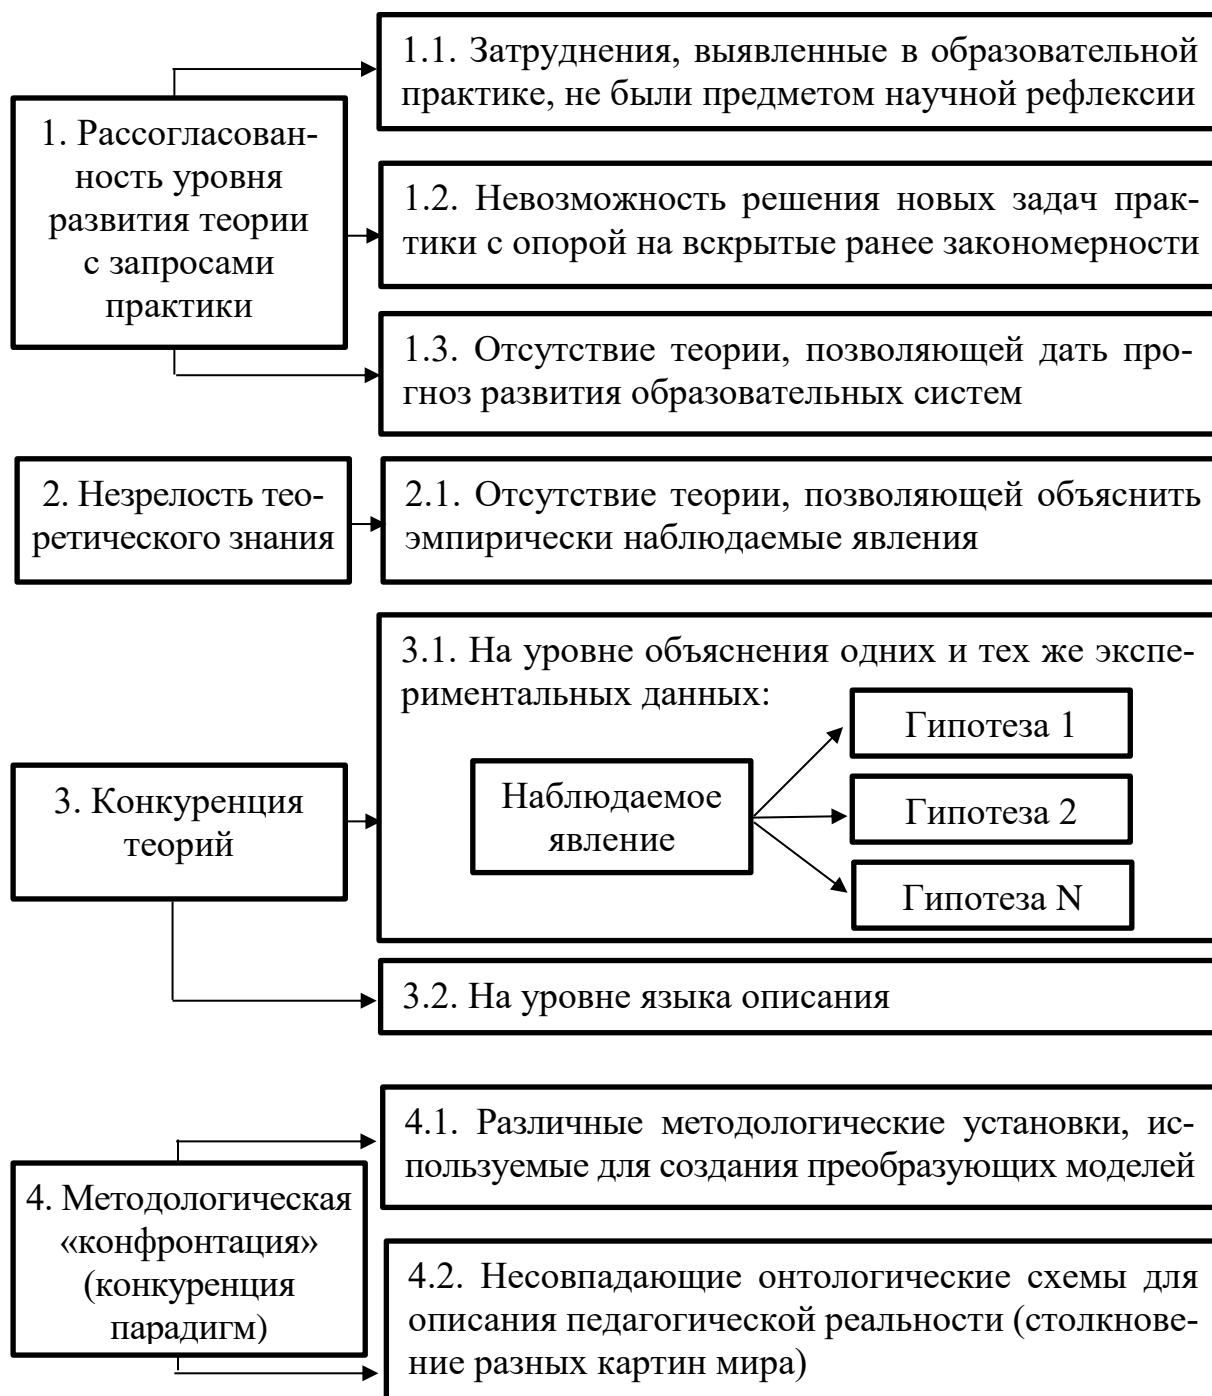 1. Рассогласован-
ность уровня
развития теории
с запросами
практики
1.1. Затруднения, выявленные в образовательной
практике, не были предметом научной рефлексии
1.2. Невозможность решения новых задач прак-
тики с опорой на вскрытые ранее закономерности
1.3. Отсутствие теории, позволяющей дать про-
гноз развития образовательных систем
2. Незрелость тео-
ретического знания
2.1. Отсутствие теории, позволяющей объяснить
эмпирически наблюдаемые явления
3. Конкуренция
теорий
3.1. На уровне объяснения одних и тех же экспе-
риментальных данных:
Наблюдаемое
явление
Гипотеза 1
Гипотеза 2
Гипотеза N
3.2. На уровне языка описания
4. Методологическая
«конфронтация»
(конкуренция
парадигм)
4.1. Различные методологические установки, ис-
пользуемые для создания преобразующих моделей
4.2. Несовпадающие онтологические схемы для
описания педагогической реальности (столкнове-
ние разных картин мира)